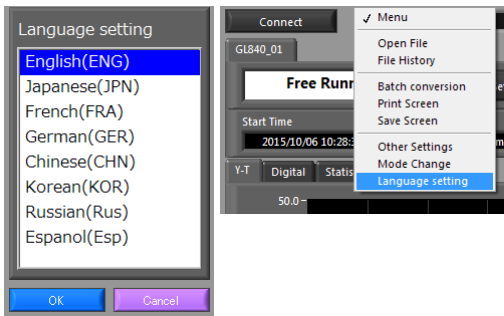 Language setting
English(ENG)
Japanese(JPN)
French(FRA)
German(GER)
Chinese(CHN)
Korean(KOR)
Russian(Rus)
Espanol(Esp)
OK
Cancel
Connect
✓ Menu
GL840_01
Open File
File History
Free Runn
Batch conversion
Print Screen
Save Screen
Start Time
2015/10/06 10:28:3
Other Settings
Mode Change
Language setting
Y-T
Digital
Statis
50.0